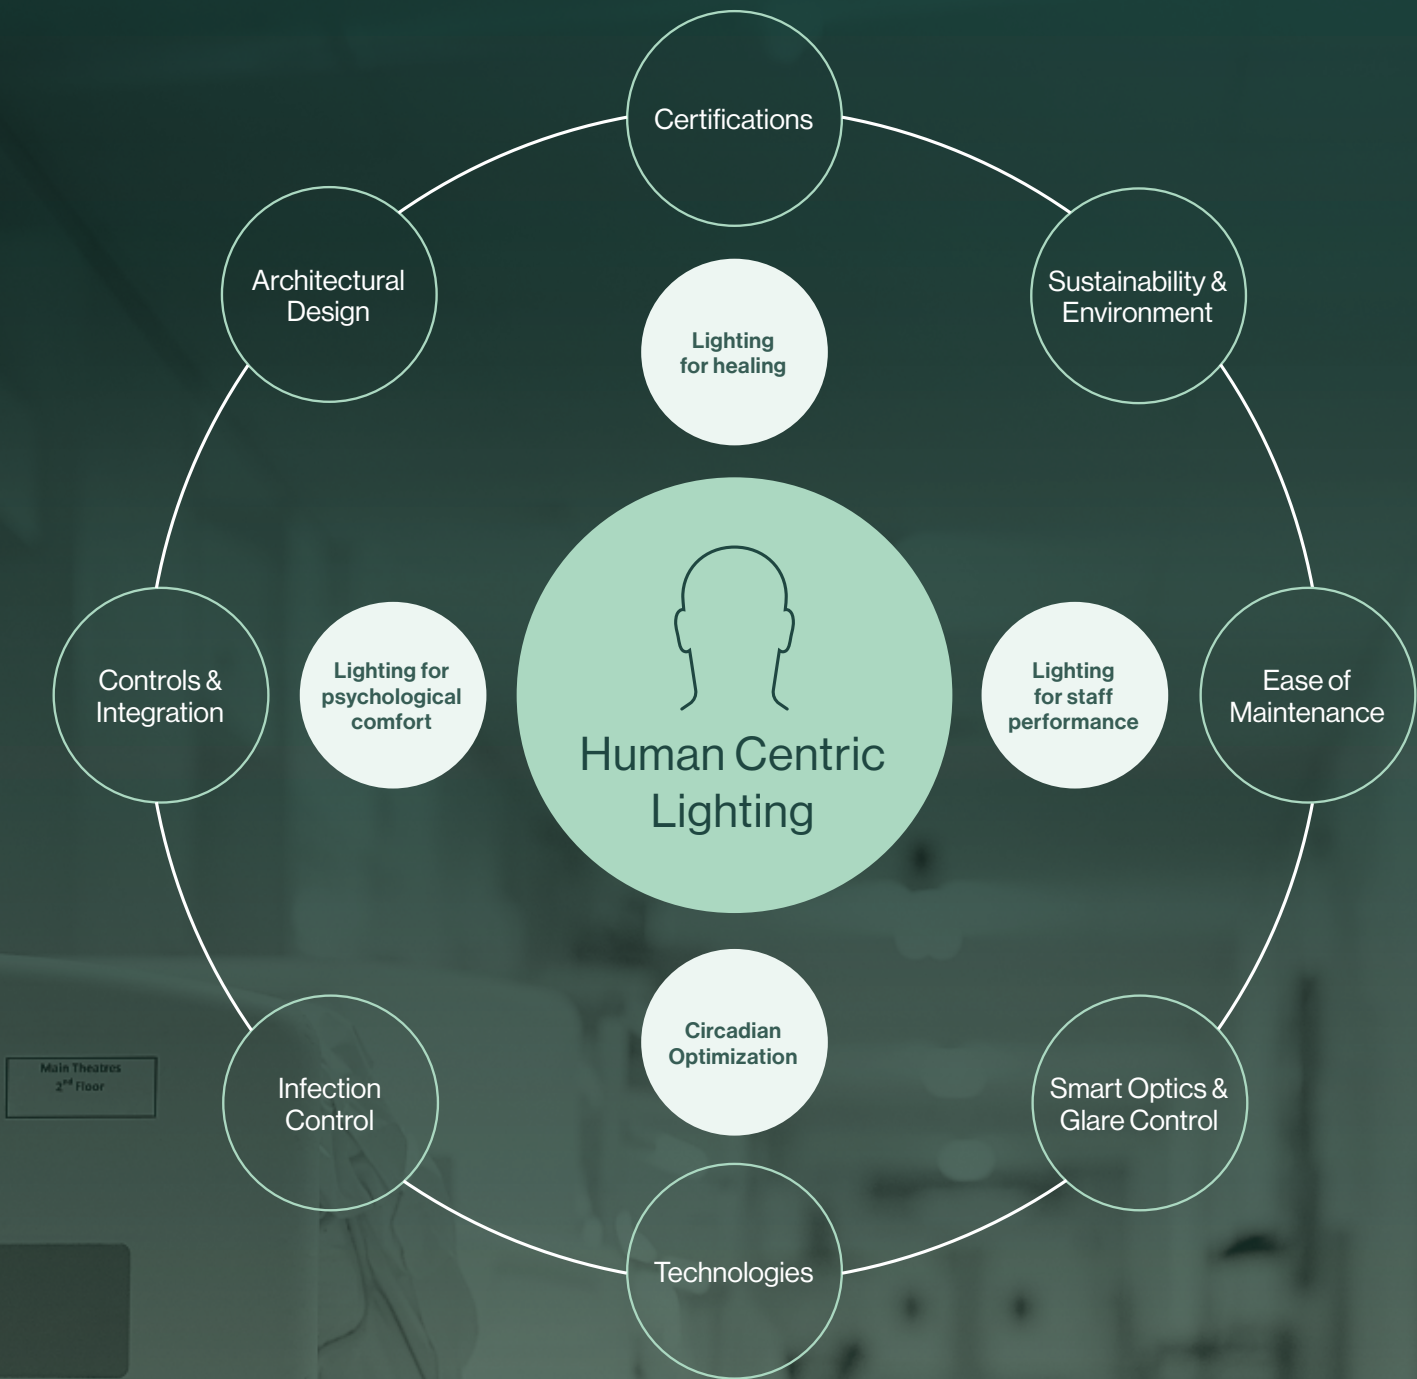 Certifications
Architectural
Design
Sustainability &
Environment
Lighting
for healing
Controls &
Integration
Lighting for
psychological
comfort
Human Centric
Lighting
Lighting
for staff
performance
Ease of
Maintenance
Circadian
Optimization
Infection
Control
Smart Optics &
Glare Control
Technologies
Main Theatres
2nd Floor